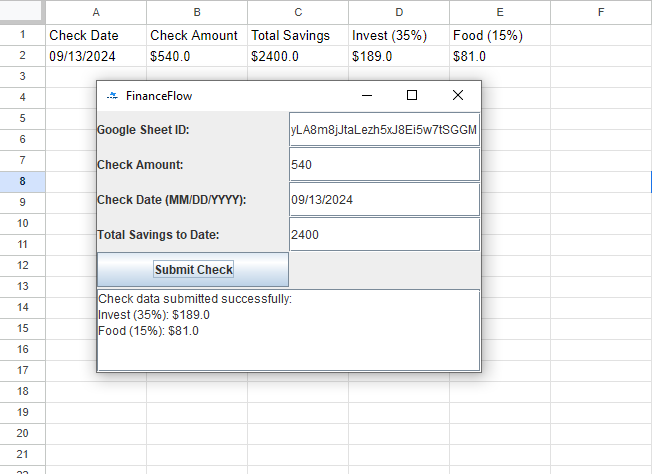 A B C D E F
1 Check Date Check Amount Total Savings Invest (35%) Food (15%)
2 09/13/2024 $540.0 $2400.0 $189.0 $81.0
3
4 FinanceFlow
5
Google Sheet ID: yLA8m8jJtaLezh5xJ8Ei5w7tSGGM
6
7 Check Amount: 540
8
9 Check Date (MM/DD/YYYY): 09/13/2024
10
11 Total Savings to Date: 2400
12 Submit Check
13
Check data submitted successfully:
14 Invest (35%): $189.0
15 Food (15%): $81.0
16
17
18
19
20
21